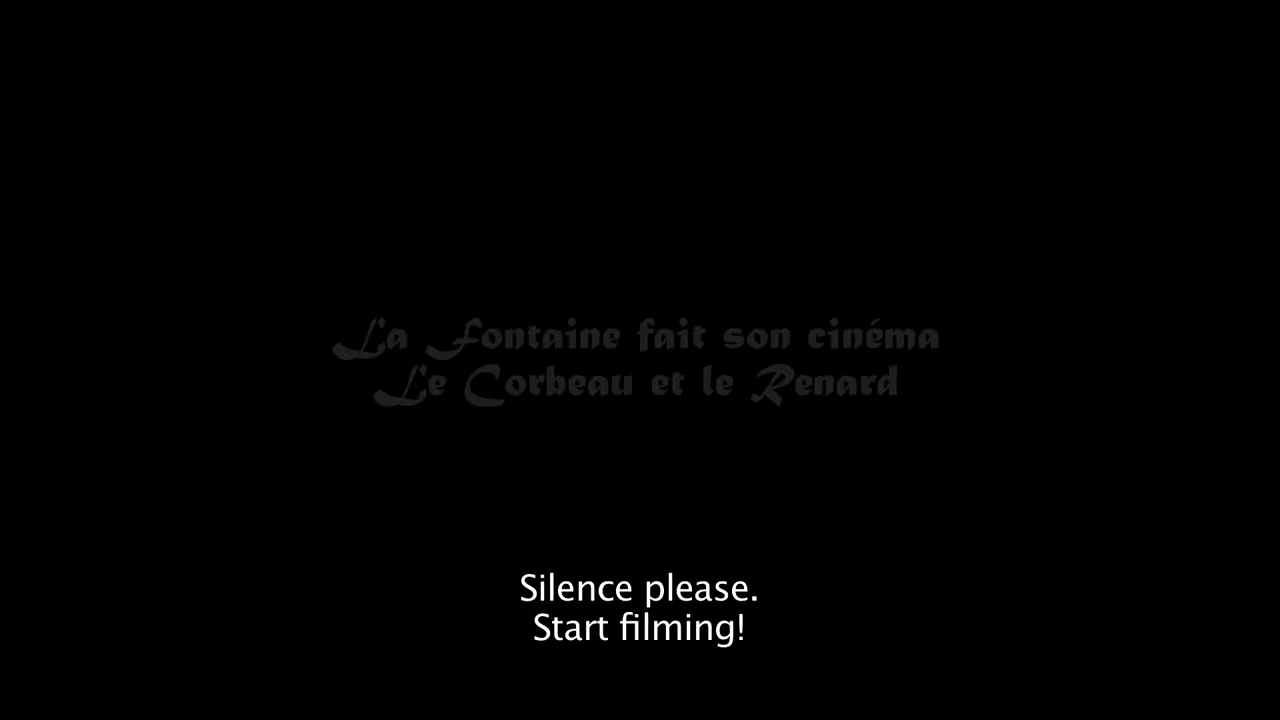 La Fontaine fait son cinéma
Le Corbeau et le Renard
Silence please.
Start filming!